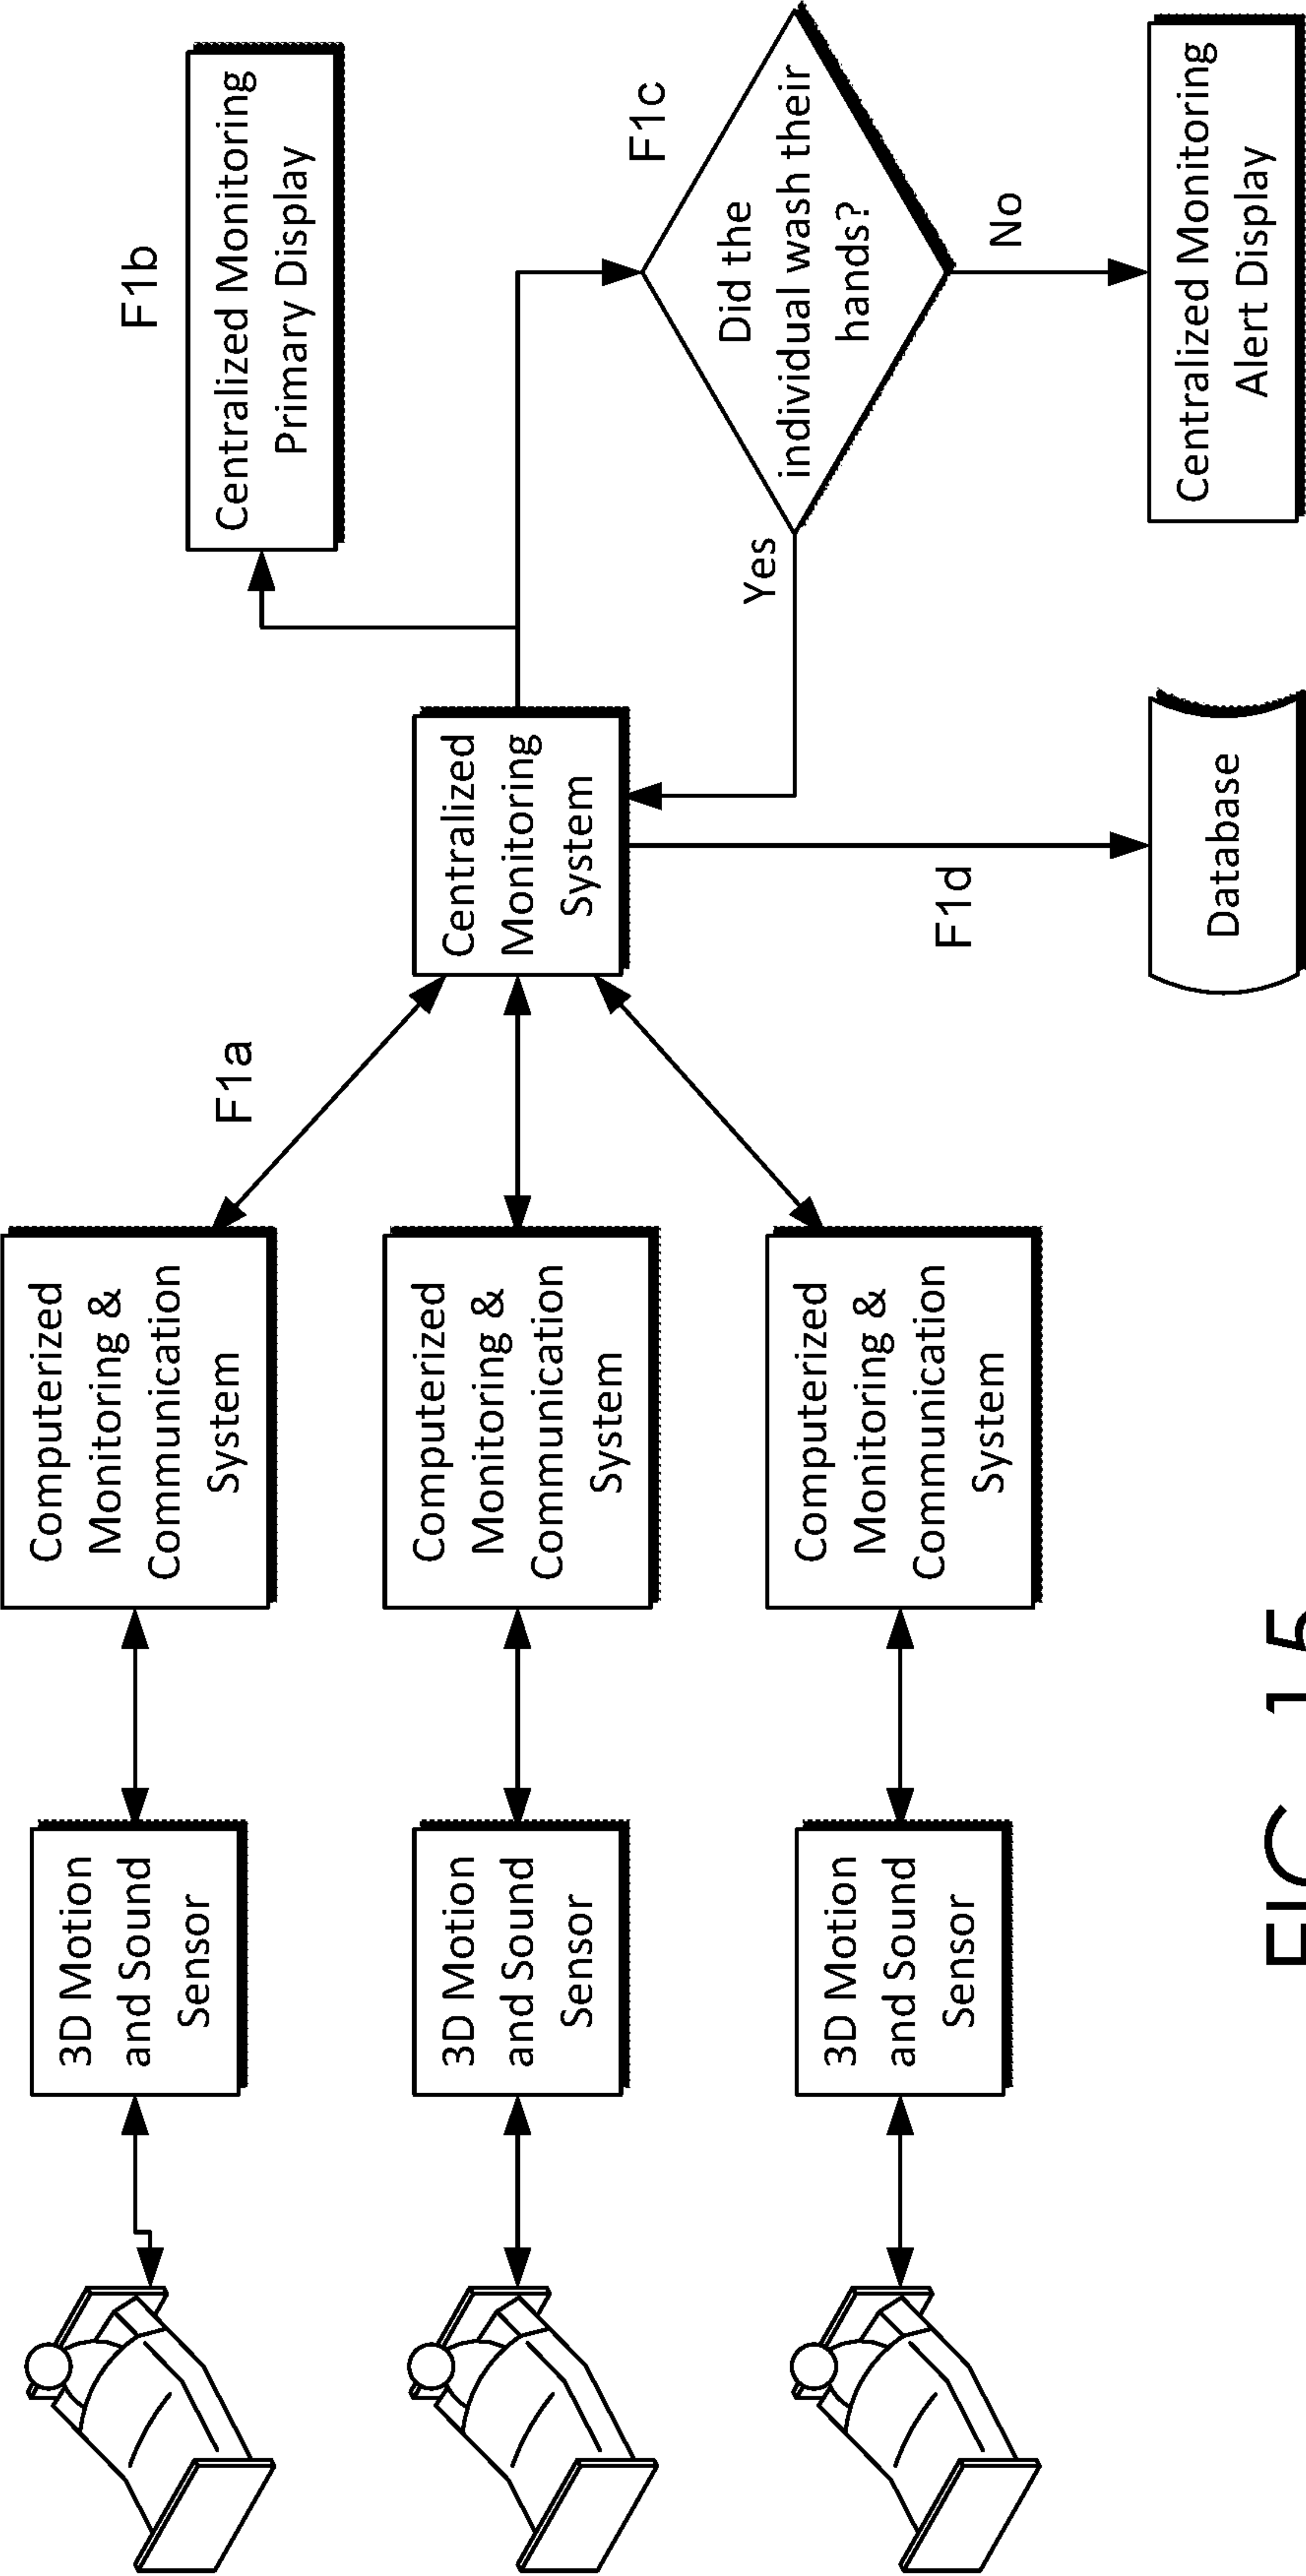 3D Motion
and Sound
Sensor
Computerized
Monitoring &
Communication
System
F1a
F1b
Centralized Monitoring
Primary Display
3D Motion
and Sound
Sensor
Computerized
Monitoring &
Communication
System
Centralized
Monitoring
System
F1c
Did the
individual wash their
hands?
Yes
No
3D Motion
and Sound
Sensor
Computerized
Monitoring &
Communication
System
F1d
Database
Centralized Monitoring
Alert Display